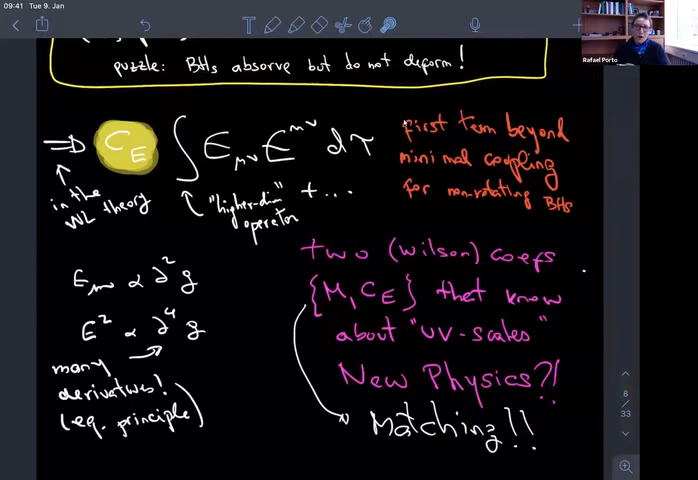 09:41 Tue 9. Jan
Rafael Porto
puzzle: BHs absorve but do not deform!
⇒ C_E ∫ E_μν E^μν dτ + ...
in the
WL theory
"higher-dim"
operator
First term beyond
minimal coupling
for non-rotating BHs
two (Wilson) coefs
{M, C_E} that know
about "UV-scales"
New Physics?!
Matching!!
E_μν ∝ ∂² g
E² ∝ ∂⁴ g
many
derivatives!
(eq. principle)
8
/
33